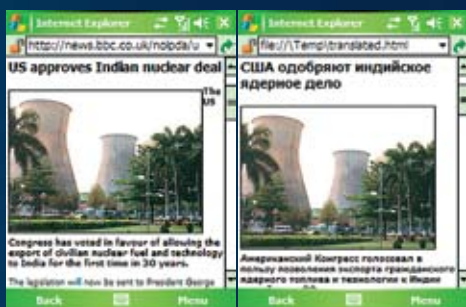 Internet Explorer
http://news.bbc.co.uk/nolpda/u
US approves Indian nuclear deal
The
US
Congress has voted in favour of allowing the
export of civilian nuclear fuel and technology
to India for the first time in 30 years.
The legislation will now be sent to President George
Back Menu
Internet Explorer
file://\Temp\translated.html
США одобряют индийское
ядерное дело
Американский Конгресс голосовал в
пользу позволения экспорта гражданского
ядерного топлива и технологии к Индии
Back Menu